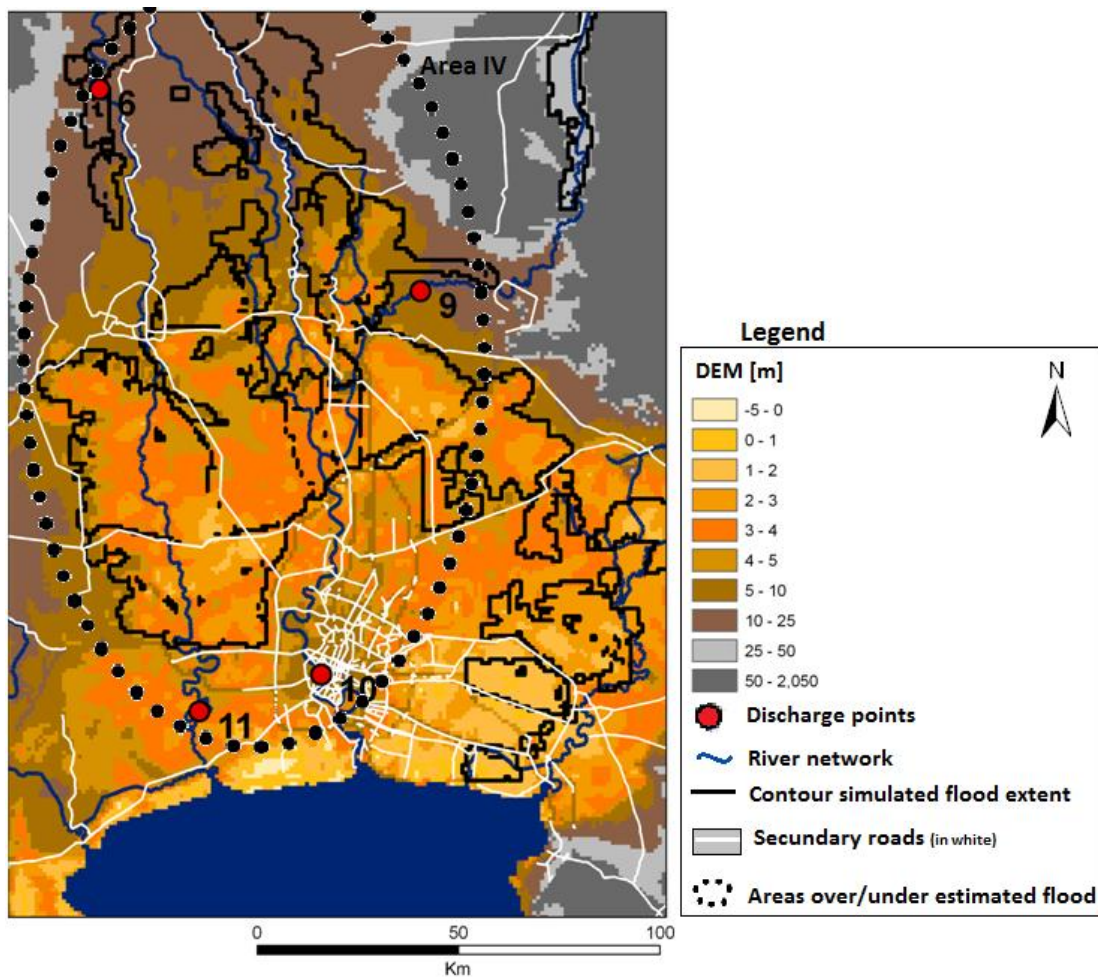 Area IV
6
9
10
11
Legend
DEM [m]
N
-5 - 0
0 - 1
1 - 2
2 - 3
3 - 4
4 - 5
5 - 10
10 - 25
25 - 50
50 - 2,050
Discharge points
River network
Contour simulated flood extent
Secundary roads (in white)
Areas over/under estimated flood
0 50 100
Km